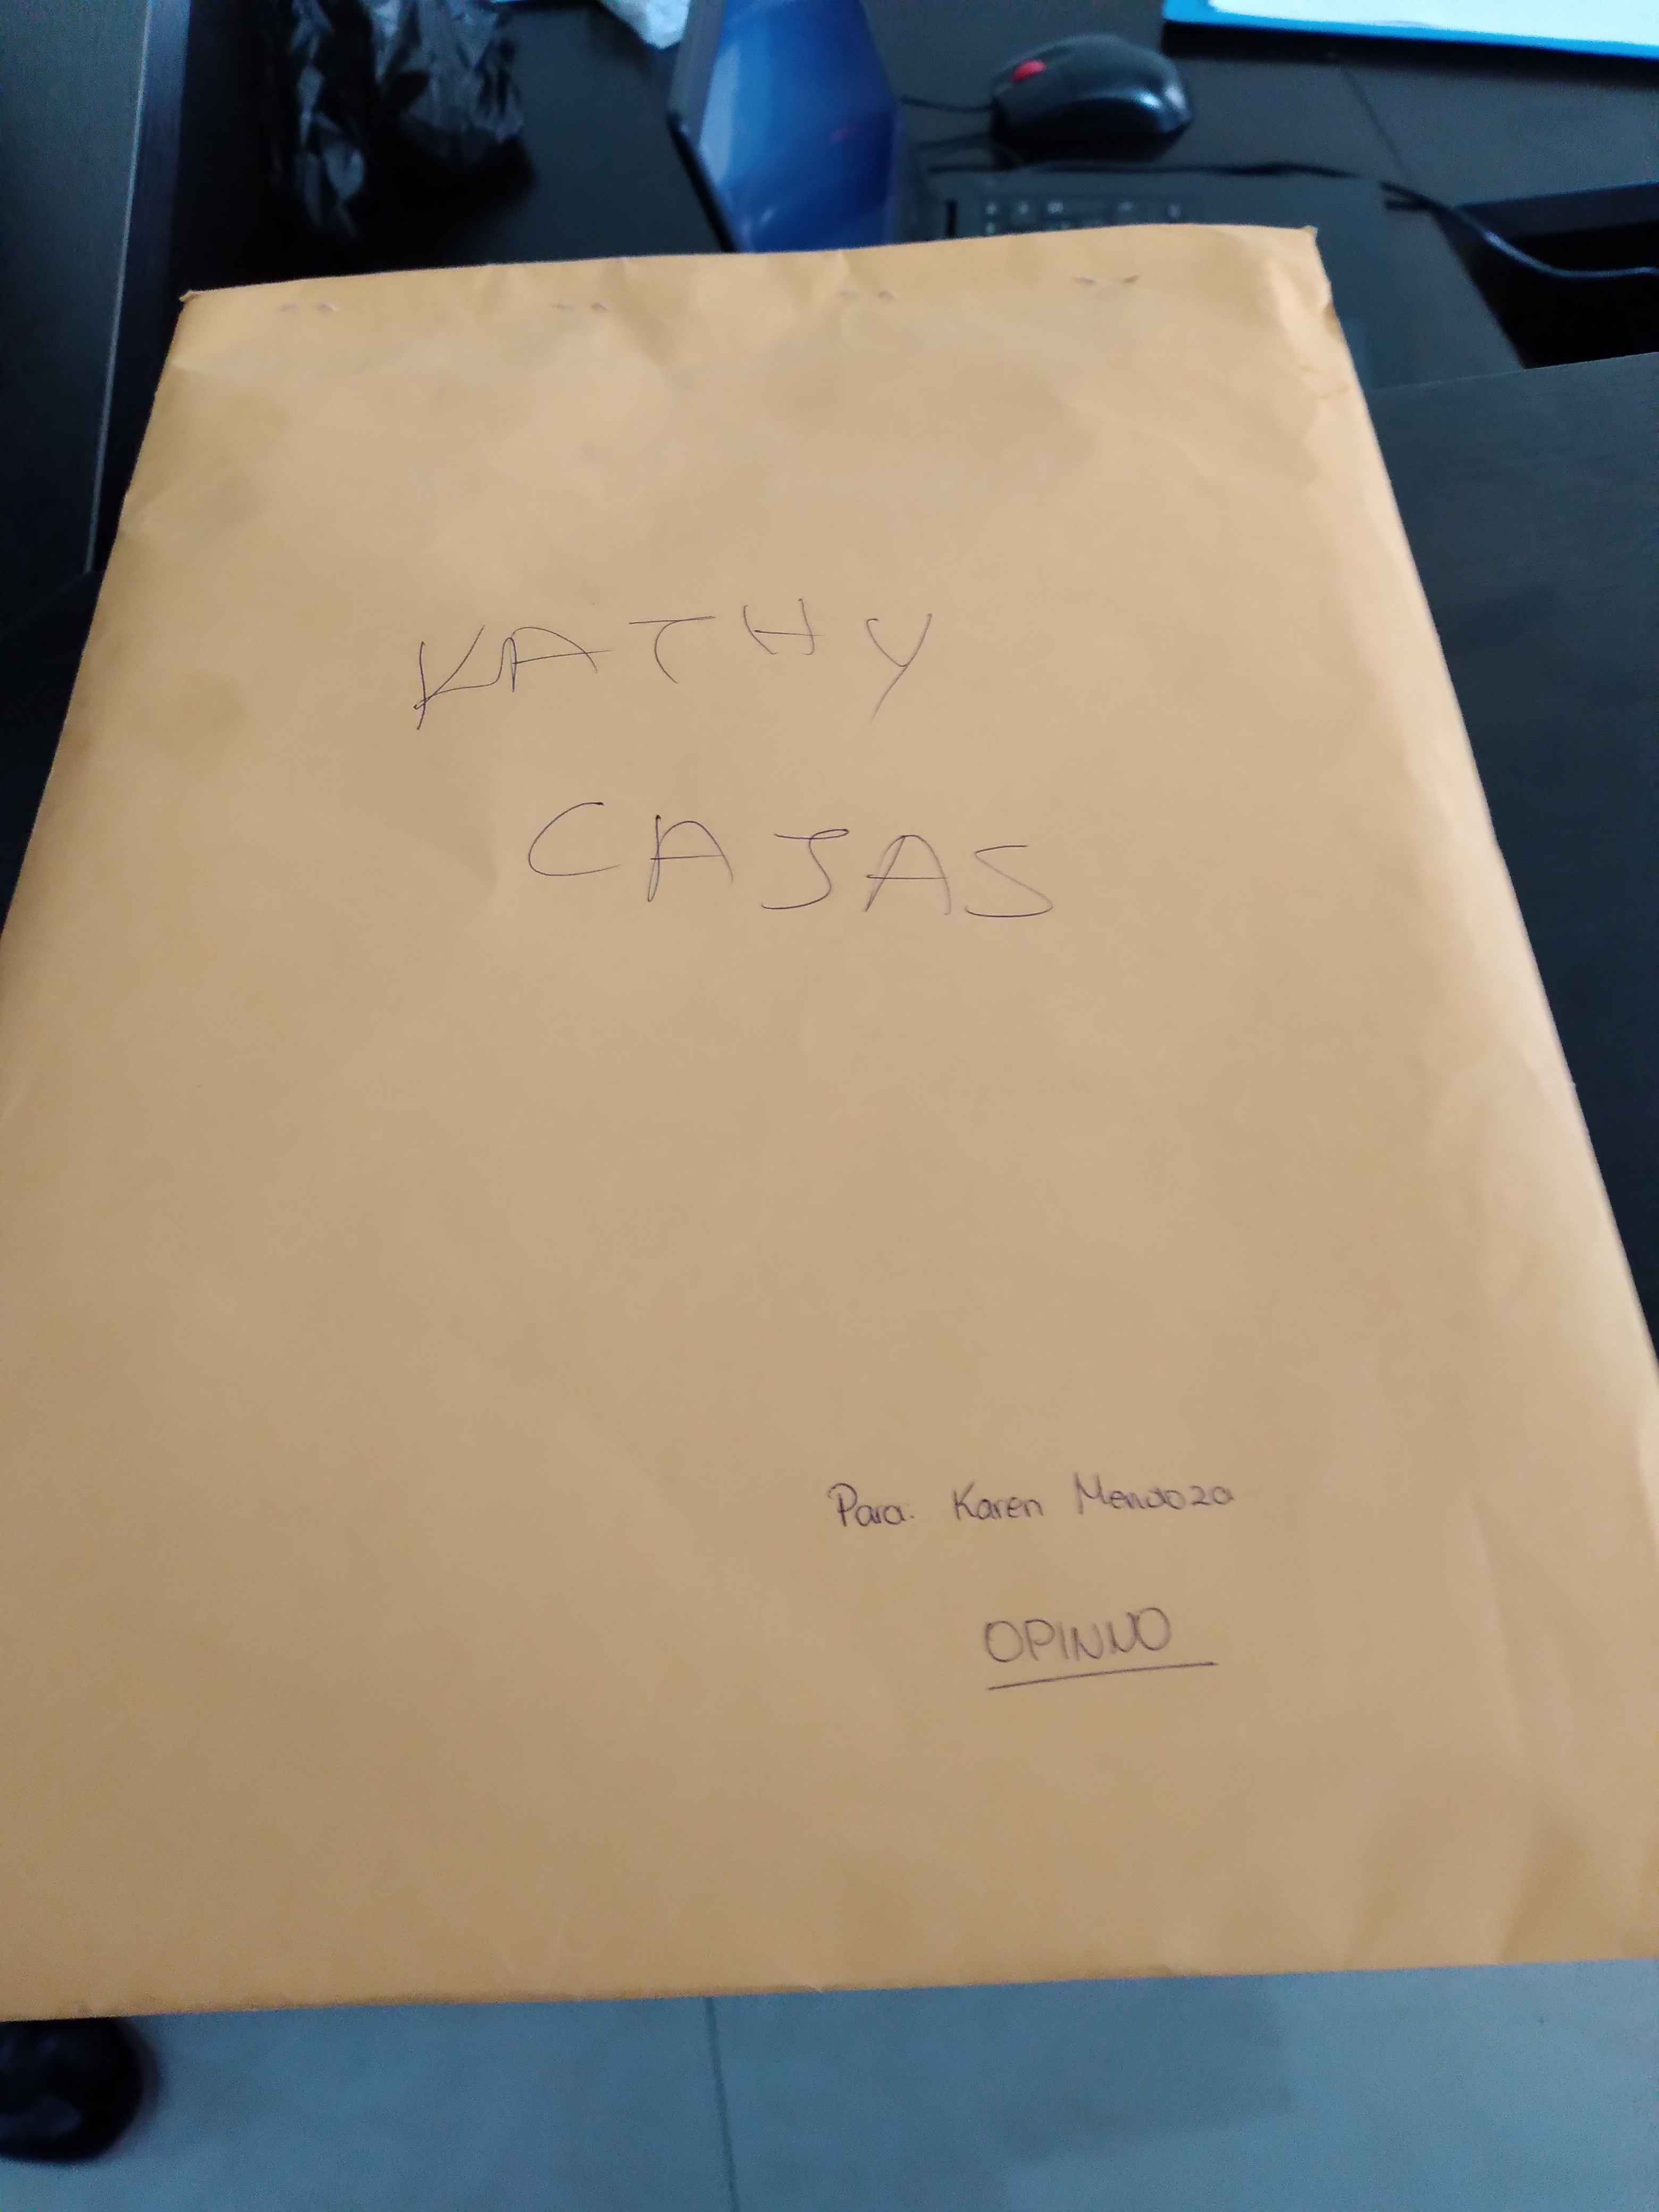 KATHY
CAJAS
Para. Karen Mendoza
OPINNO